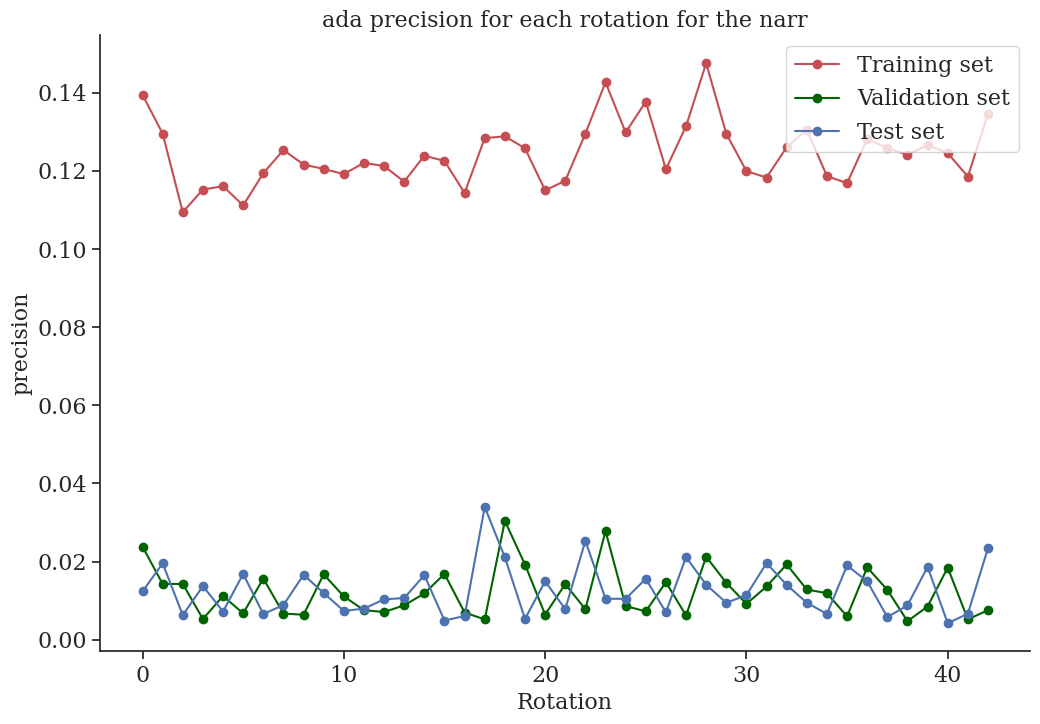 ada precision for each rotation for the narr
Training set
Validation set
Test set
0.14
0.12
0.10
0.08
0.06
0.04
0.02
0.00
precision
0 10 20 30 40
Rotation